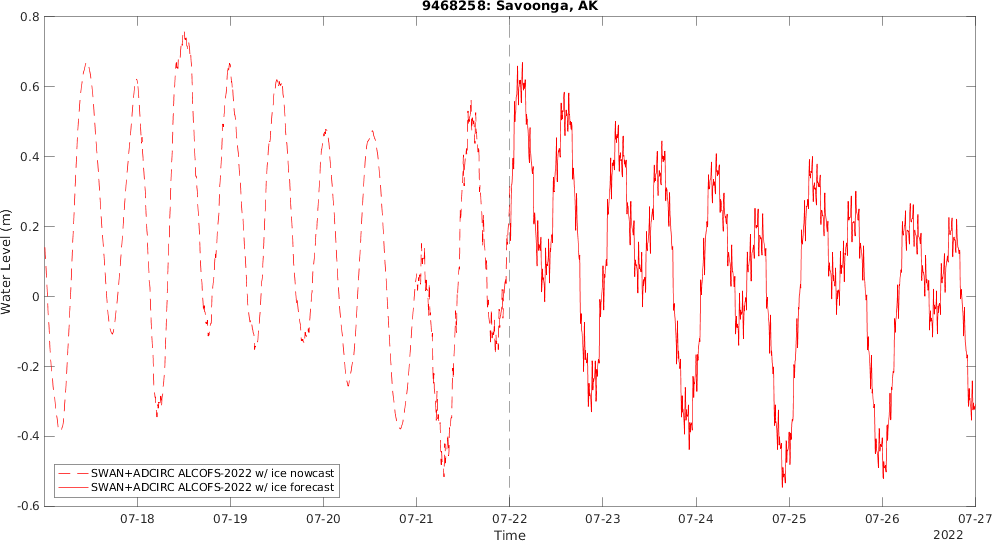 9468258: Savoonga, AK
0.8
0.6
0.4
0.2
0
-0.2
-0.4
-0.6
Water Level (m)
SWAN+ADCIRC ALCOFS-2022 w/ ice nowcast
SWAN+ADCIRC ALCOFS-2022 w/ ice forecast
07-18 07-19 07-20 07-21 07-22 07-23 07-24 07-25 07-26 07-27
Time
2022